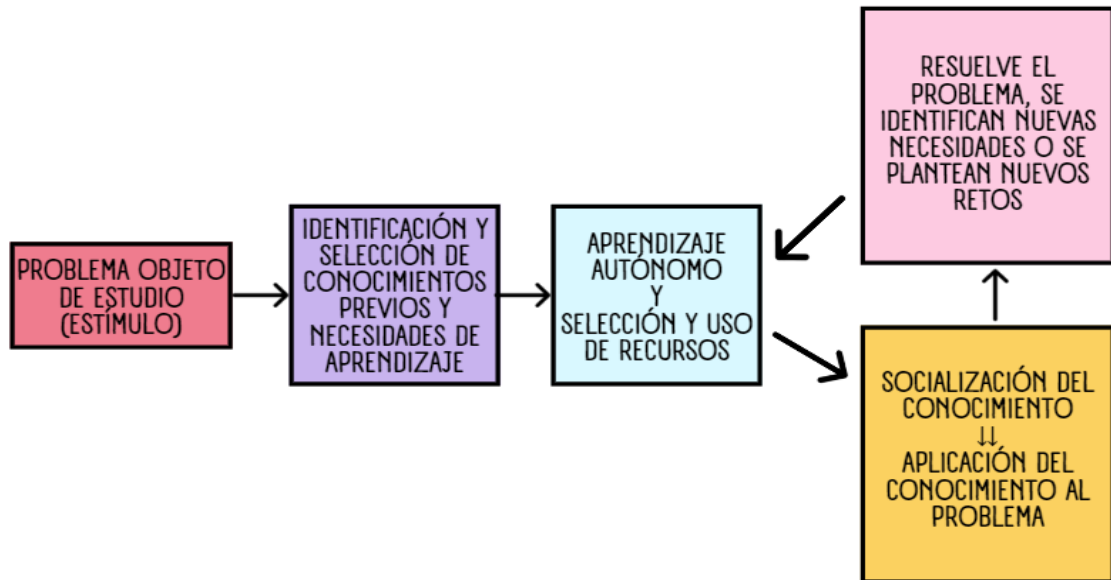 PROBLEMA OBJETO
DE ESTUDIO
(ESTÍMULO)
IDENTIFICACIÓN Y
SELECCIÓN DE
CONOCIMIENTOS
PREVIOS Y
NECESIDADES DE
APRENDIZAJE
APRENDIZAJE
AUTÓNOMO
Y
SELECCIÓN Y USO
DE RECURSOS
SOCIALIZACIÓN DEL
CONOCIMIENTO
↓↓
APLICACIÓN DEL
CONOCIMIENTO AL
PROBLEMA
RESUELVE EL
PROBLEMA, SE
IDENTIFICAN NUEVAS
NECESIDADES O SE
PLANTEAN NUEVOS
RETOS